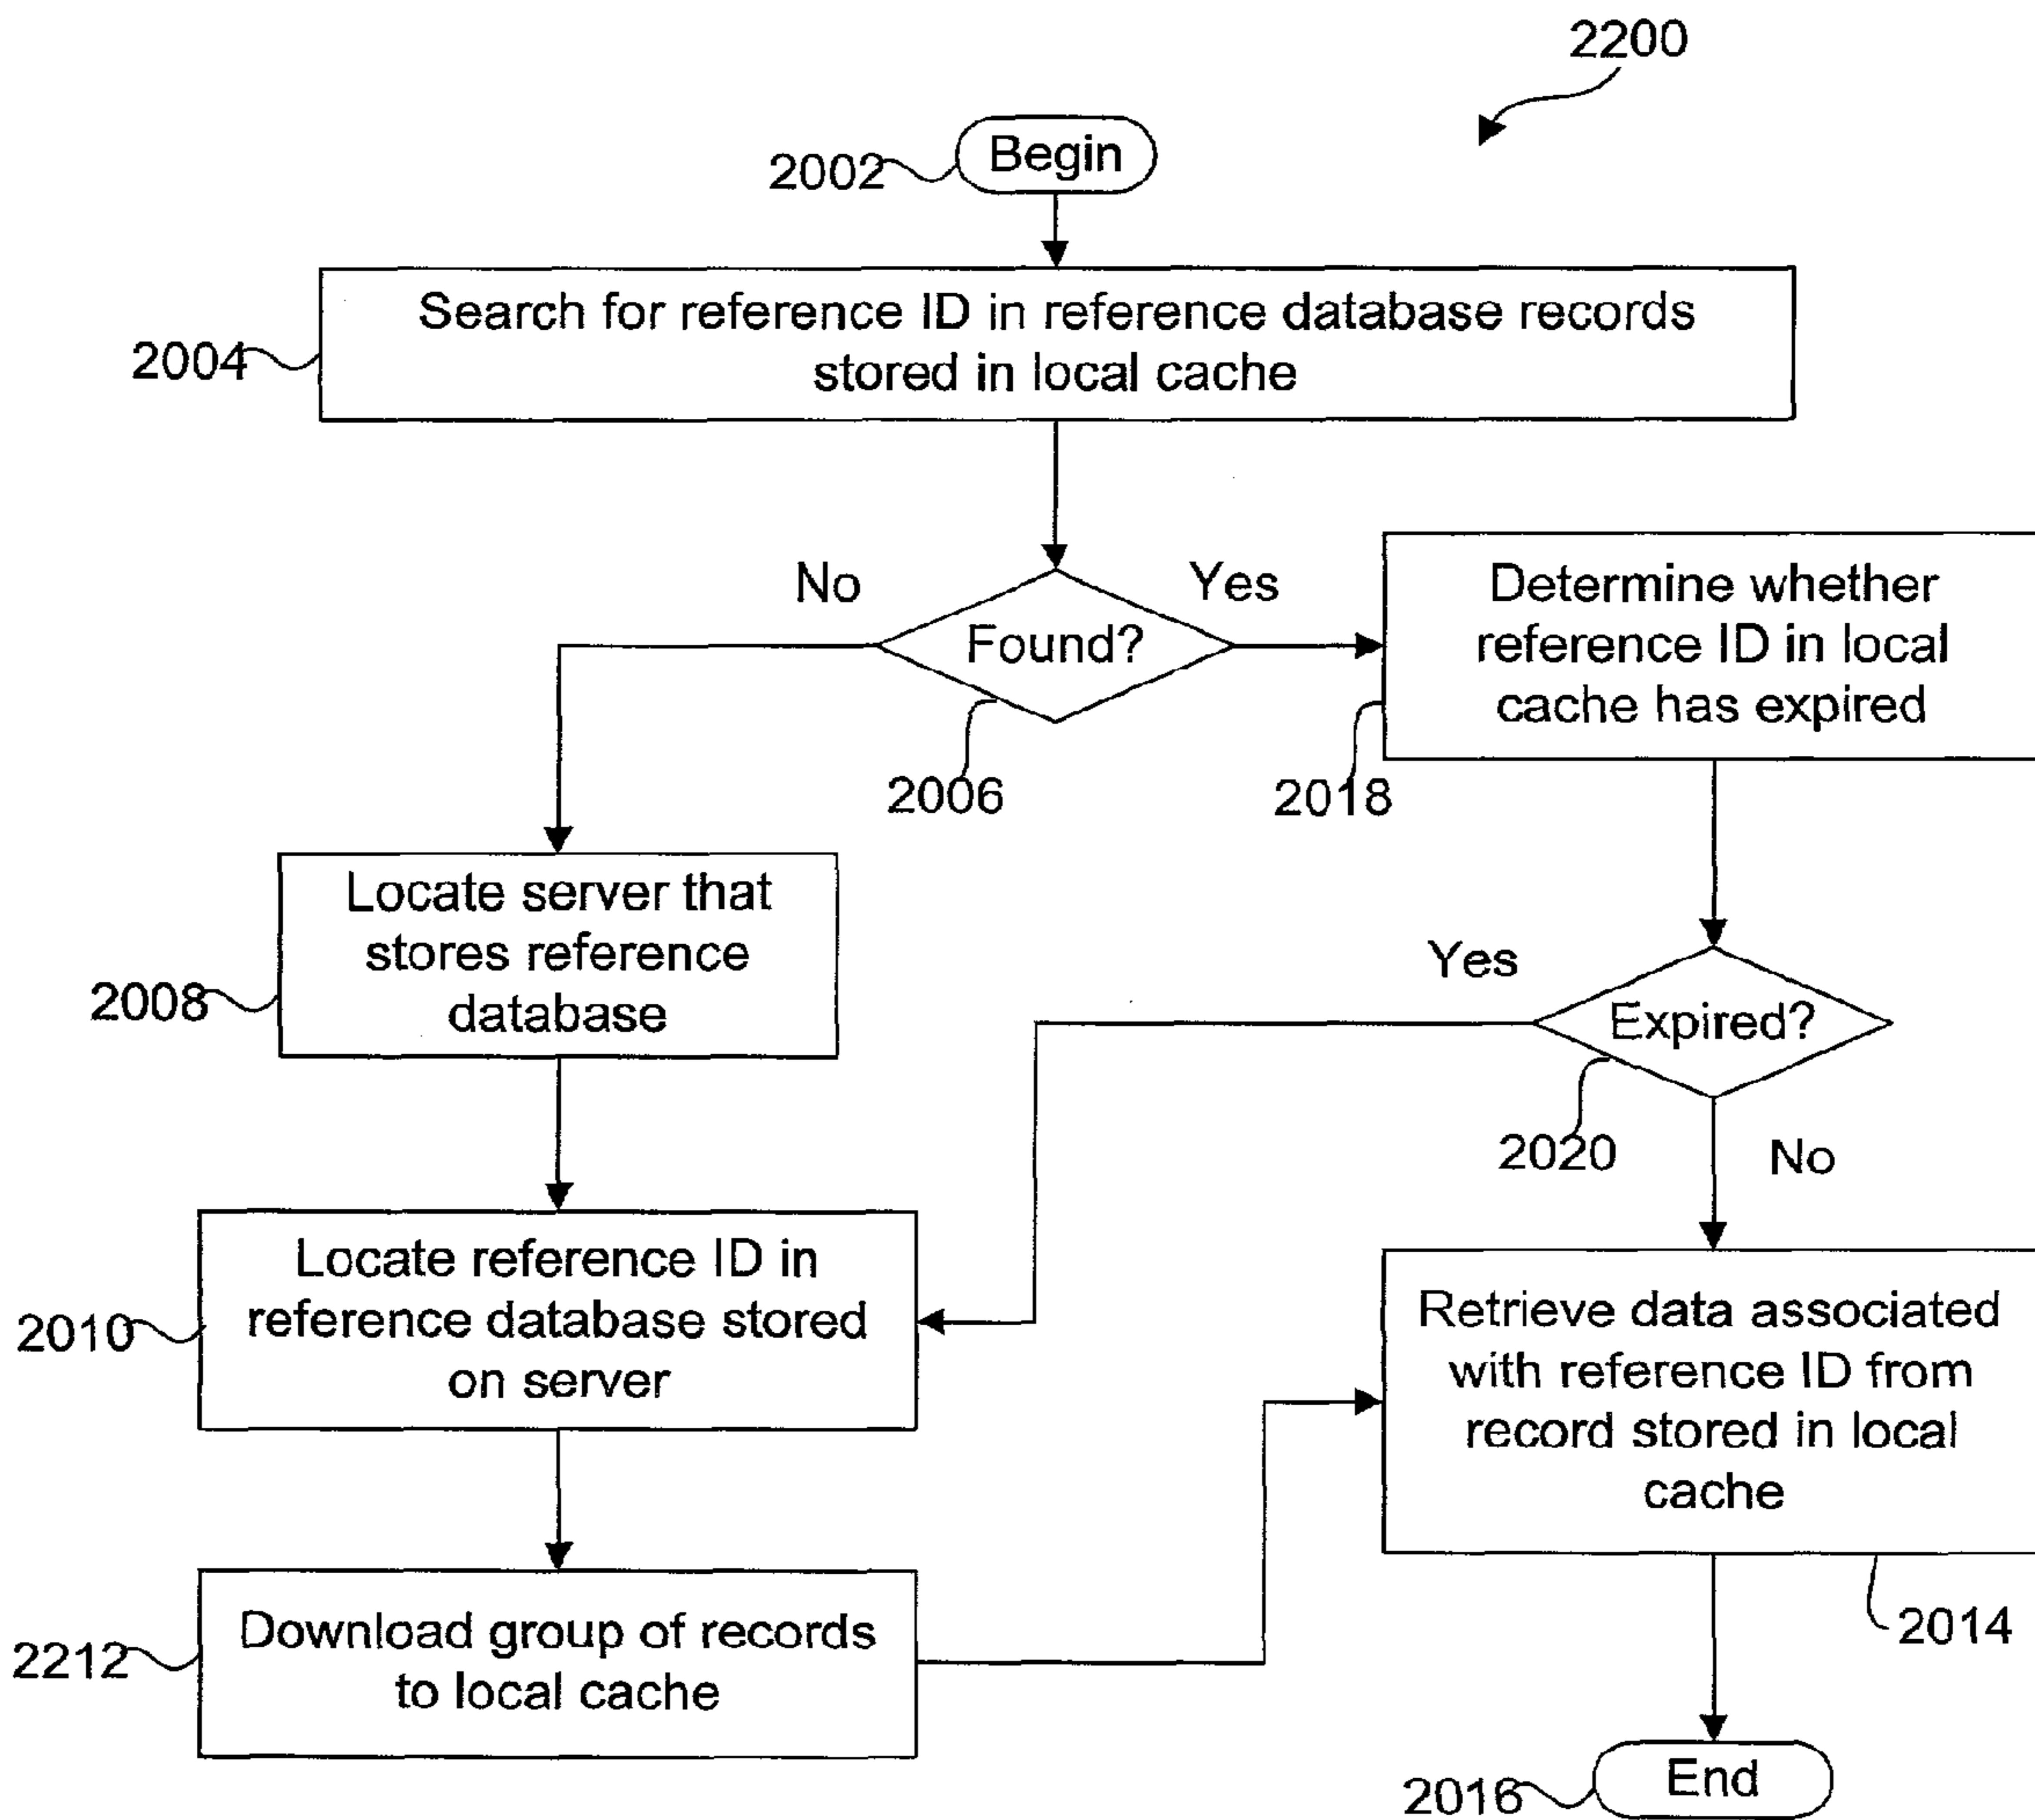 2200
Begin
2002
Search for reference ID in reference database records
stored in local cache
2004
No
Yes
Found?
2006
Determine whether
reference ID in local
cache has expired
2018
Locate server that
stores reference
database
2008
Yes
Expired?
2020
No
Locate reference ID in
reference database stored
on server
2010
Retrieve data associated
with reference ID from
record stored in local
cache
2014
Download group of records
to local cache
2212
End
2016